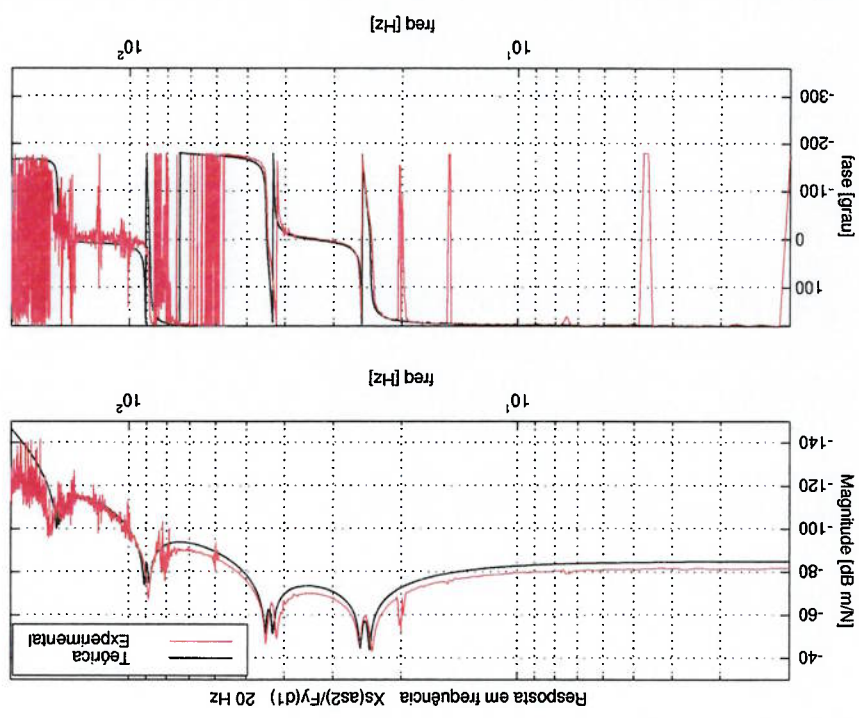 Resposta em frequência Xs(as2)/Fy(d1) 20 Hz
Teórica
Experimental
Magnitude [dB m/N]
-40
-60
-80
-100
-120
-140
10¹
10²
freq [Hz]
fase [grau]
100
0
-100
-200
-300
10¹
10²
freq [Hz]